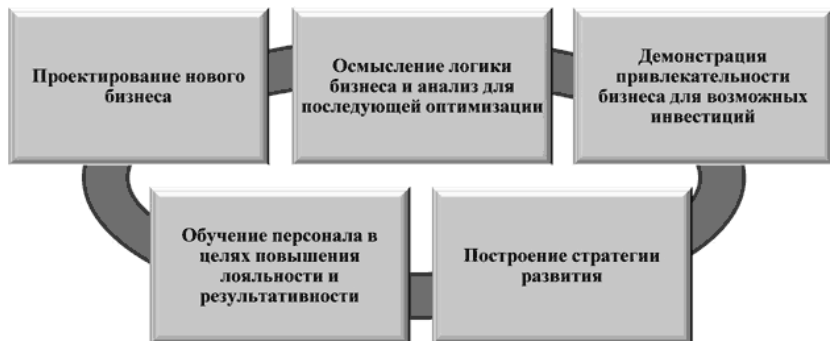 Проектирование нового
бизнеса
Осмысление логики
бизнеса и анализ для
последующей оптимизации
Демонстрация
привлекательности
бизнеса для возможных
инвестиций
Обучение персонала в
целях повышения
лояльности и
результативности
Построение стратегии
развития